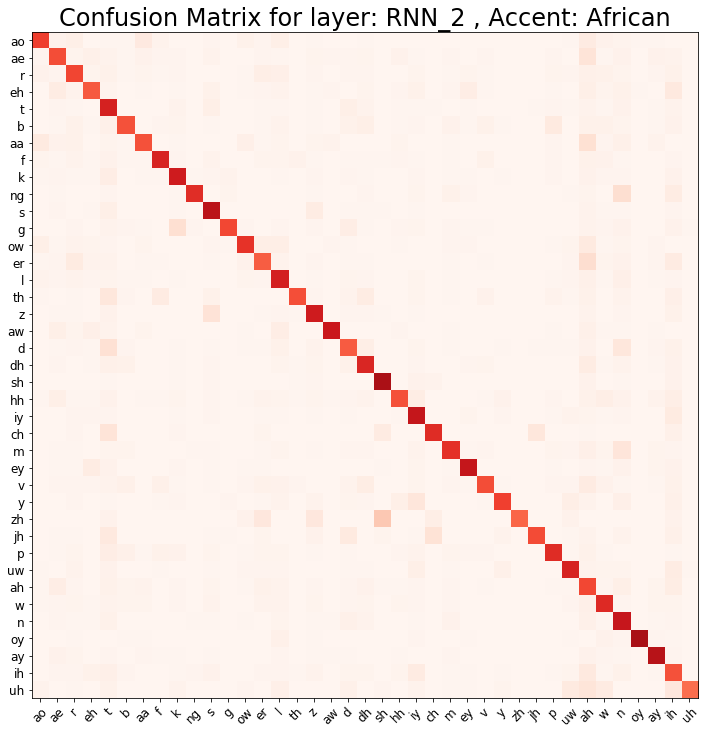 Confusion Matrix for layer: RNN_2 , Accent: African
ao
ae
r
eh
t
b
aa
f
k
ng
s
g
ow
er
l
th
z
aw
d
dh
sh
hh
iy
ch
m
ey
v
y
zh
jh
p
uw
ah
w
n
oy
ay
ih
uh
ao ae r eh t b aa f k ng s g ow er l th z aw d dh sh hh iy ch m ey v y zh jh p uw ah w n oy ay ih uh